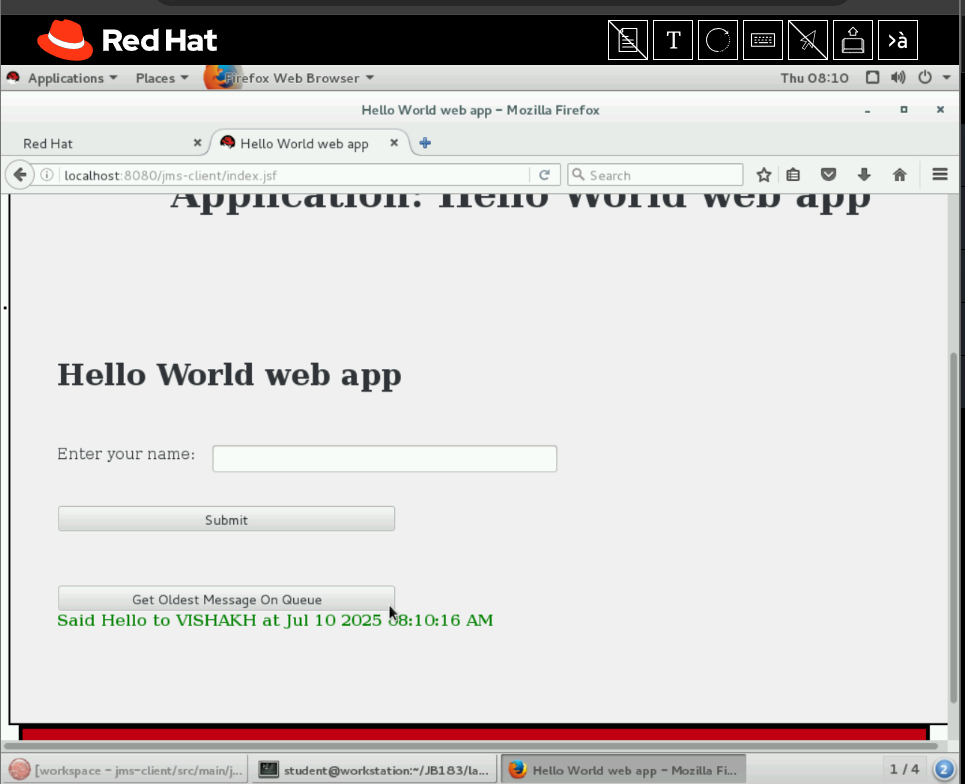 Red Hat
T
>à
Applications Places Firefox Web Browser Thu 08:10
Hello World web app - Mozilla Firefox
Red Hat Hello World web app
localhost:8080/jms-client/index.jsf Search
Application: Hello World web app
Hello World web app
Enter your name:
Submit
Get Oldest Message On Queue
Said Hello to VISHAKH at Jul 10 2025 08:10:16 AM
[workspace - jms-client/src/main/j... student@workstation:~/JB183/la... Hello World web app - Mozilla Fi... 1 / 4 2